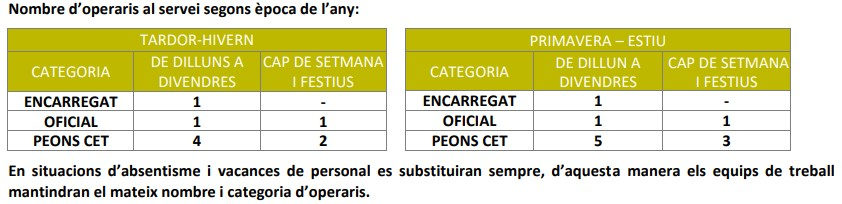 Nombre d’operaris al servei segons època de l’any:
TARDOR-HIVERN
CATEGORIA
DE DILLUNS A
DIVENDRES
CAP DE SETMANA
I FESTIUS
ENCARREGAT 1 -
OFICIAL 1 1
PEONS CET 4 2
PRIMAVERA – ESTIU
CATEGORIA
DE DILLUN A
DIVENDRES
CAP DE SETMANA
I FESTIUS
ENCARREGAT 1 -
OFICIAL 1 1
PEONS CET 5 3
En situacions d’absentisme i vacances de personal es substituiran sempre, d’aquesta manera els equips de treball
mantindran el mateix nombre i categoria d’operaris.